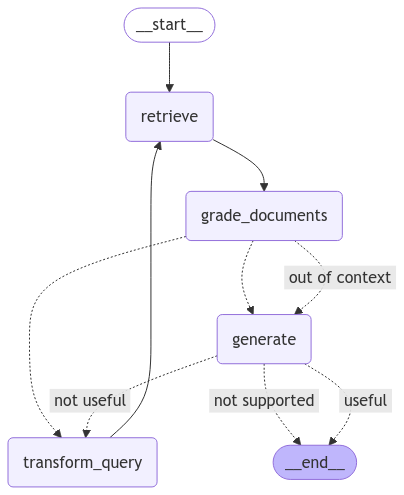 __start__
retrieve
grade_documents
out of context
generate
not useful
not supported
useful
transform_query
__end__